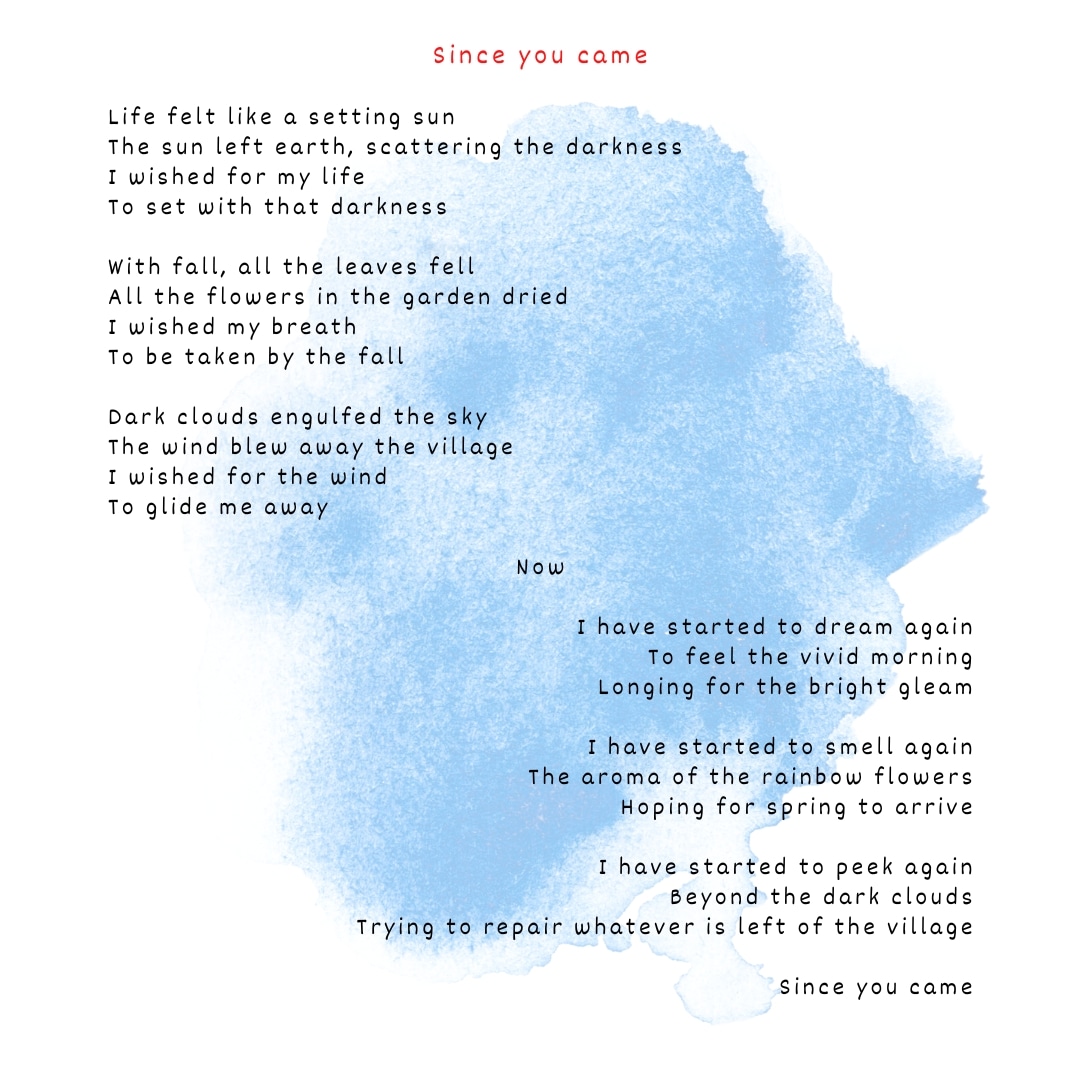 Since you came
Life felt like a setting sun
The sun left earth, scattering the darkness
I wished for my life
To set with that darkness
With fall, all the leaves fell
All the flowers in the garden dried
I wished my breath
To be taken by the fall
Dark clouds engulfed the sky
The wind blew away the village
I wished for the wind
To glide me away
Now
I have started to dream again
To feel the vivid morning
Longing for the bright gleam
I have started to smell again
The aroma of the rainbow flowers
Hoping for spring to arrive
I have started to peek again
Beyond the dark clouds
Trying to repair whatever is left of the village
Since you came